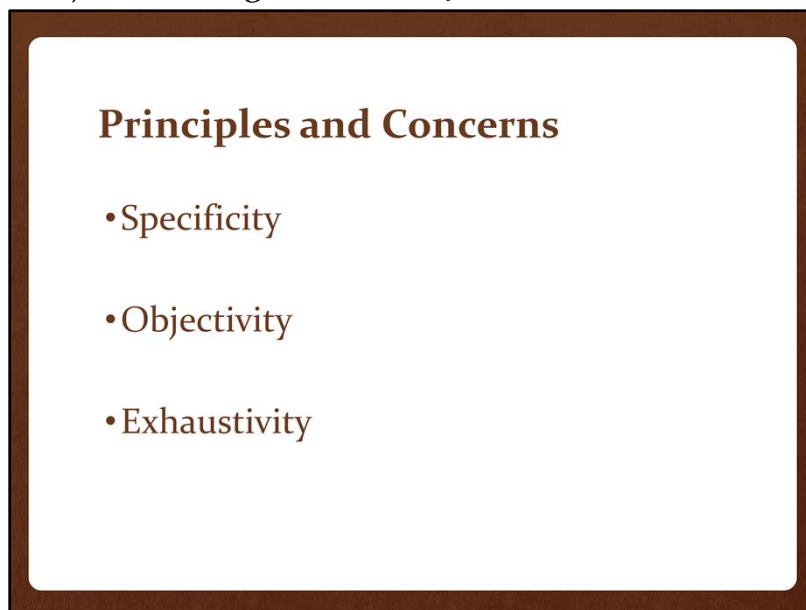 Principles and Concerns
•Specificity
•Objectivity
•Exhaustivity